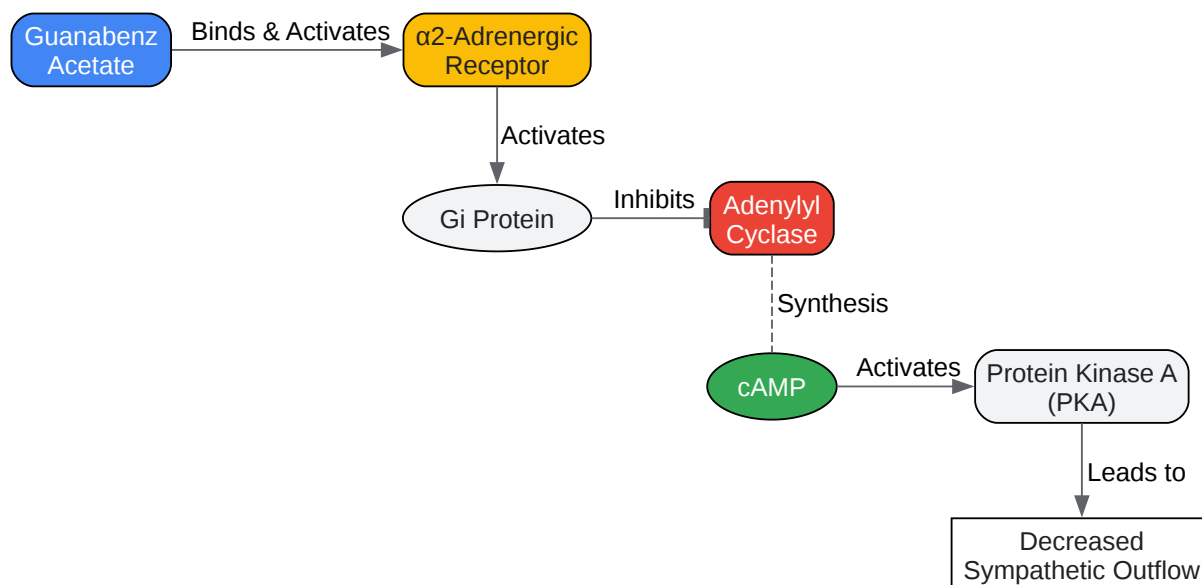 Guanabenz
Acetate
Binds & Activates
α2-Adrenergic
Receptor
Activates
Gi Protein
Inhibits
Adenylyl
Cyclase
Synthesis
cAMP
Activates
Protein Kinase A
(PKA)
Leads to
Decreased
Sympathetic Outflow